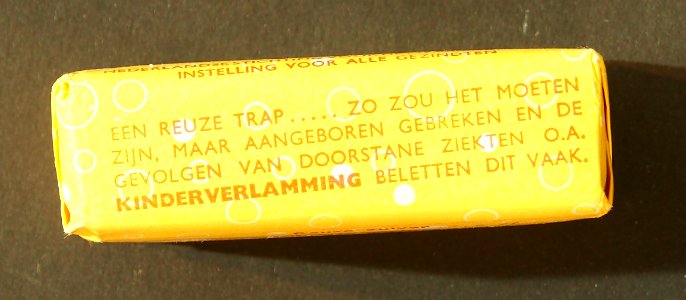 INSTELLING VOOR ALLE GEZINDTEN
EEN REUZE TRAP ..... ZO ZOU HET MOETEN
ZIJN, MAAR AANGEBOREN GEBREKEN EN DE
GEVOLGEN VAN DOORSTANE ZIEKTEN O.A.
KINDERVERLAMMING BELETTEN DIT VAAK.